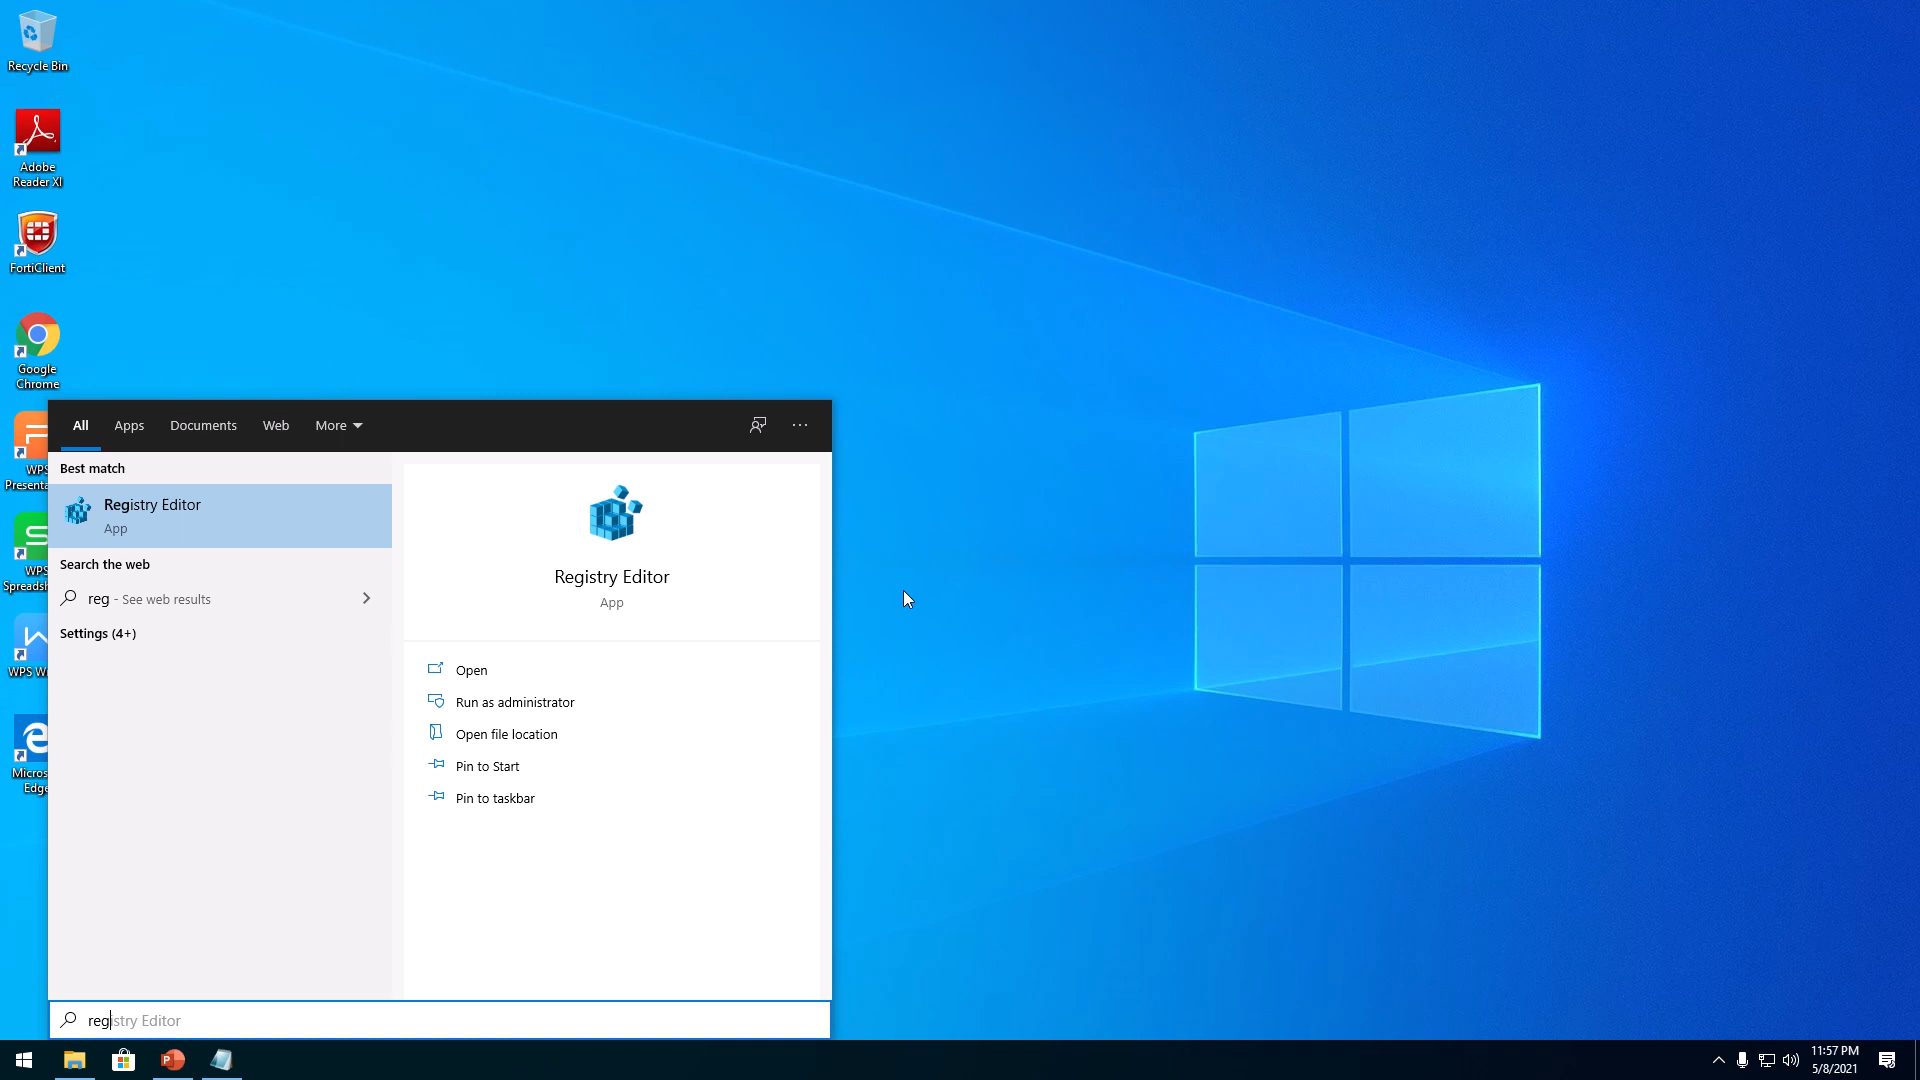 Recycle Bin
Adobe
Reader XI
FortiClient
Google
Chrome
WPS
Presenta
WPS
Spreadsh
WPS W
Micros
Edge
All Apps Documents Web More
Best match
Registry Editor
App
Search the web
reg - See web results
Settings (4+)
Registry Editor
App
Open
Run as administrator
Open file location
Pin to Start
Pin to taskbar
registry Editor
11:57 PM
5/8/2021